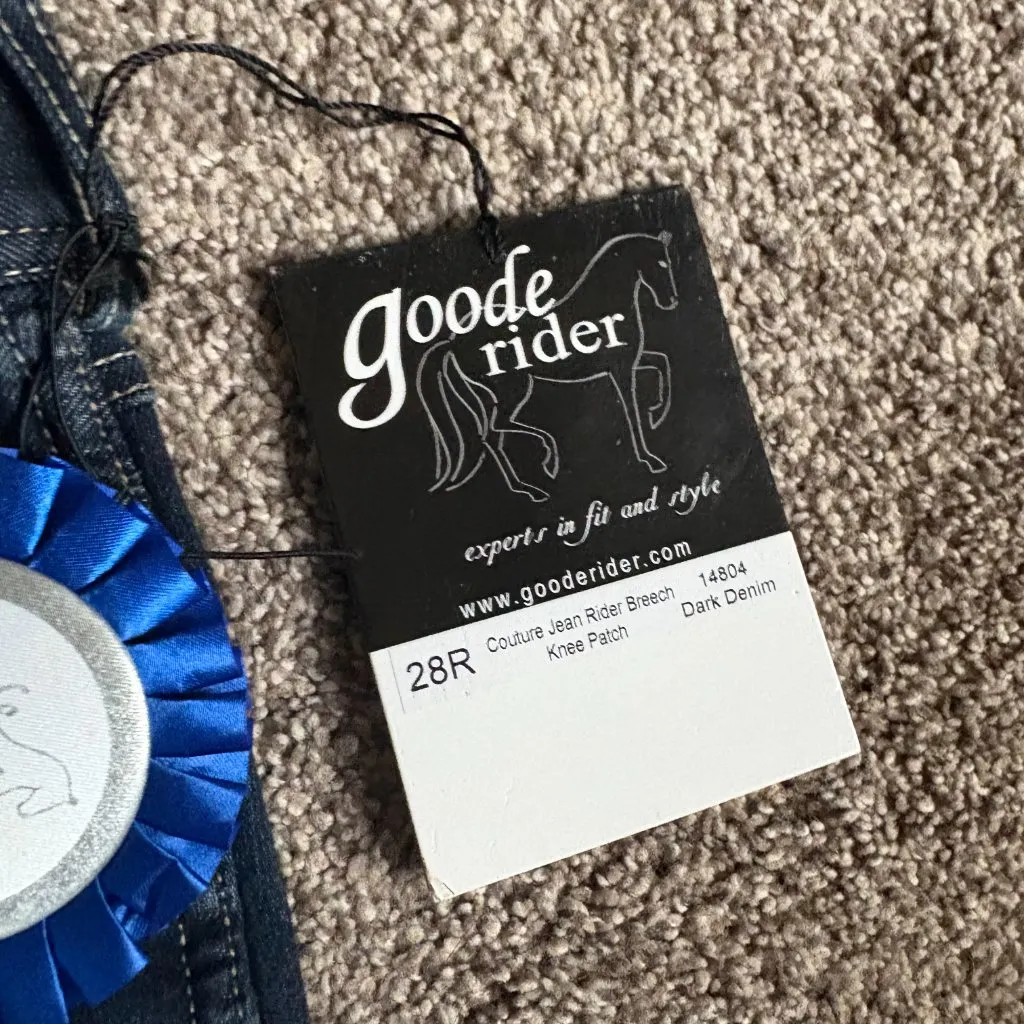 goode
rider
experts in fit and style
www.gooderider.com
28R
Couture Jean Rider Breech
Knee Patch
14804
Dark Denim